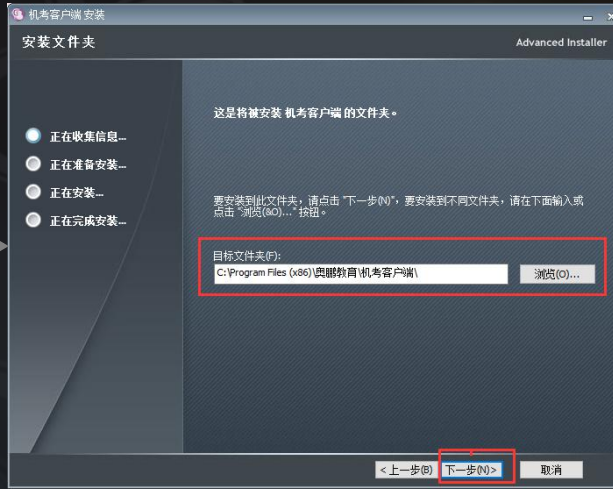 机考客户端 安装
安装文件夹
Advanced Installer
正在收集信息...
正在准备安装...
正在安装...
正在完成安装...
这是将被安装 机考客户端 的文件夹。
要安装到此文件夹，请点击 "下一步(N)"，要安装到不同文件夹，请在下面输入或
点击 "浏览(&O)..." 按钮。
目标文件夹(F):
C:\Program Files (x86)\奥鹏教育\机考客户端\
浏览(O)...
<上一步(B)
下一步(N)>
取消